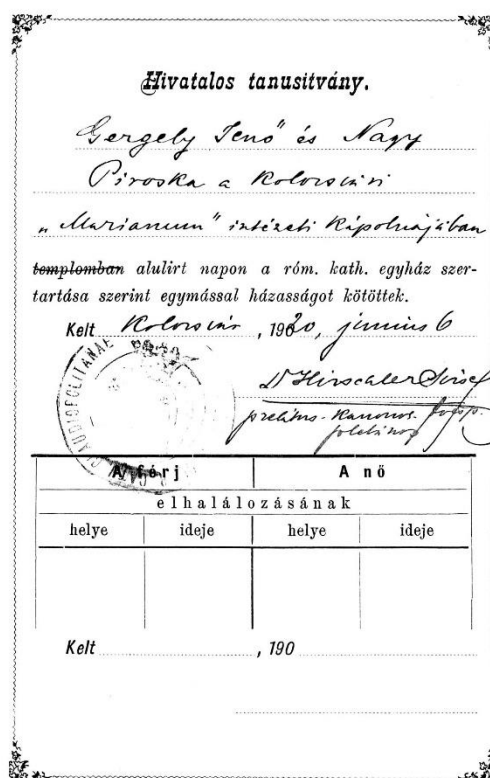 Hivatalos tanusitvány.
Gergely Jenő és Nagy
Piroska a Kolozsvári
„Marianum" intézeti Kápolnájában
templomban alulirt napon a róm. kath. egyház szer-
tartása szerint egymással házasságot kötöttek.
Kelt Kolozsvár, 1920, junius 6
Dr Hirschler József
prelátus-kanonok
CLAUDIOPOLITANAE
A férj A nő
elhalálozásának
helye ideje helye ideje
Kelt , 190